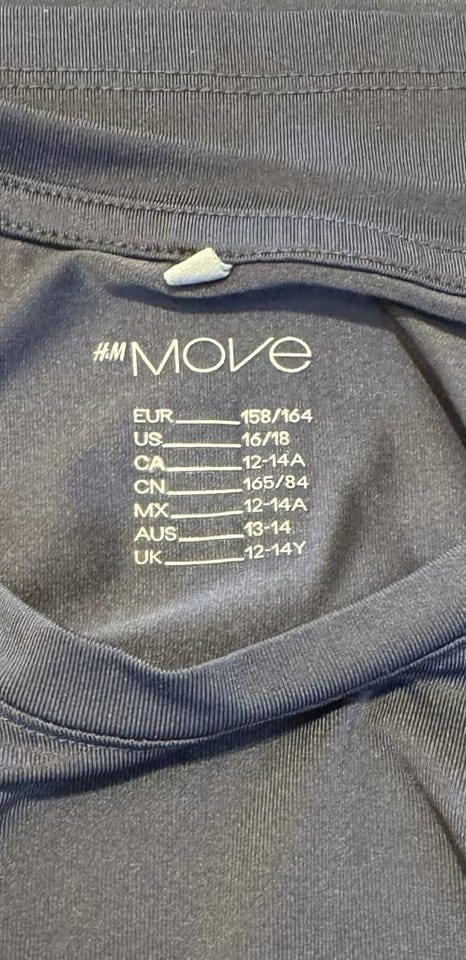 H&M MOVE
EUR 158/164
US 16/18
CA 12-14A
CN 165/84
MX 12-14A
AUS 13-14
UK 12-14Y